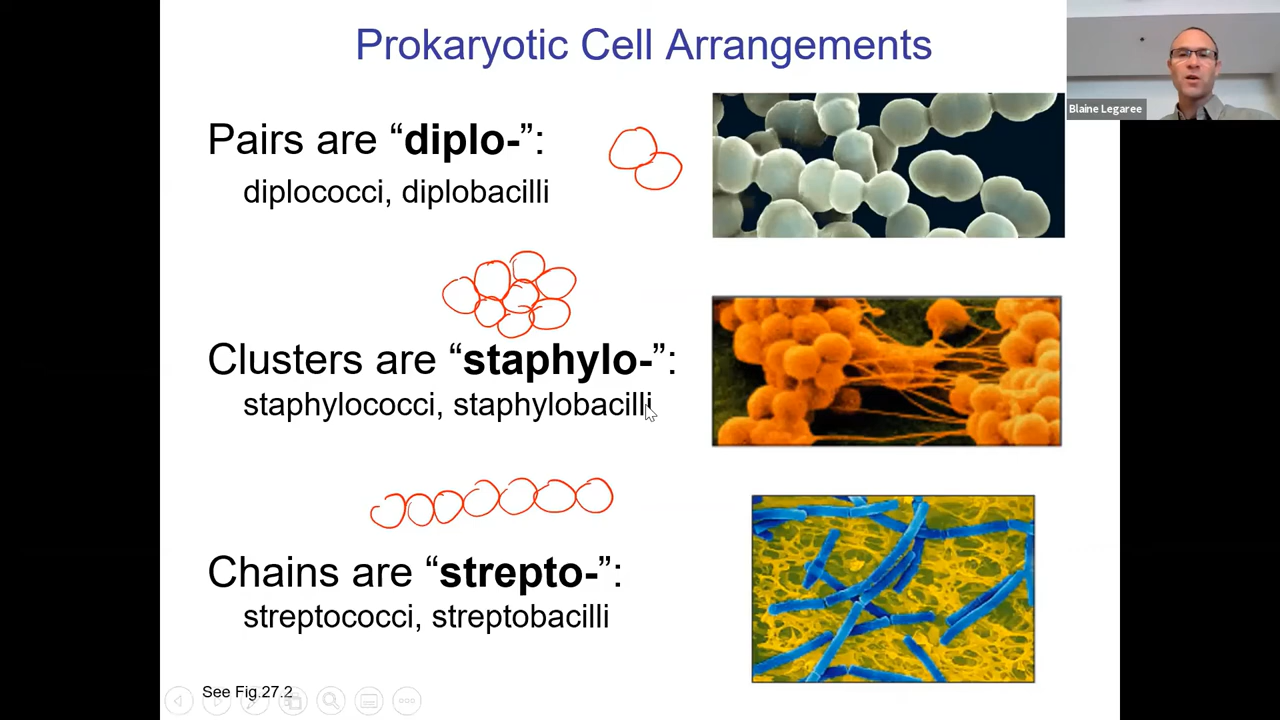 Prokaryotic Cell Arrangements
Blaine Legaree
Pairs are “diplo-”:
diplococci, diplobacilli
Clusters are “staphylo-”:
staphylococci, staphylobacilli
Chains are “strepto-”:
streptococci, streptobacilli
See Fig.27.2